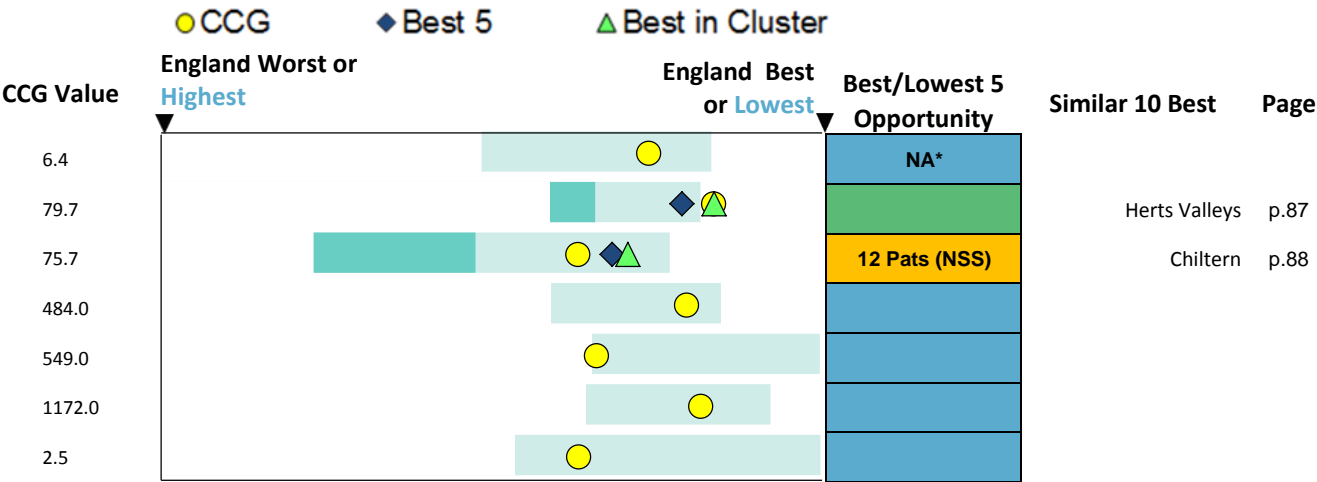 CCG Best 5 Best in Cluster
CCG Value
England Worst or
Highest
England Best
or Lowest
Best/Lowest 5
Opportunity
Similar 10 Best
Page
6.4 NA*
79.7 Herts Valleys p.87
75.7 12 Pats (NSS) Chiltern p.88
484.0
549.0
1172.0
2.5